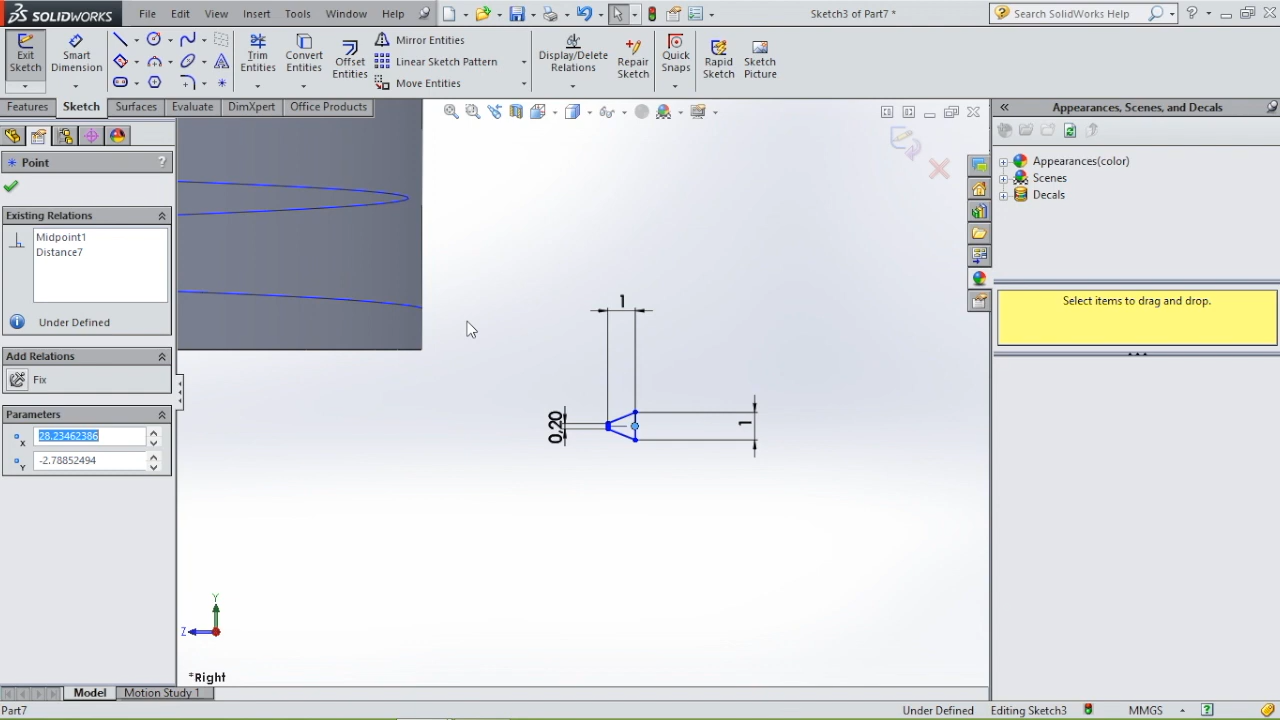 SOLIDWORKS File Edit View Insert Tools Window Help Sketch3 of Part7 * Search SolidWorks Help
Exit Sketch Smart Dimension Trim Entities Convert Entities Offset Entities Mirror Entities Linear Sketch Pattern Move Entities Display/Delete Relations Repair Sketch Quick Snaps Rapid Sketch Sketch Picture
Features Sketch Surfaces Evaluate DimXpert Office Products
Appearances, Scenes, and Decals
Point ?
Appearances(color)
Scenes
Decals
Existing Relations
Midpoint1
Distance7
Under Defined
Select items to drag and drop.
1
Add Relations
Fix
Parameters
0,20
1
x 28.23462386
y -2.78852494
Y
Z
*Right
Model Motion Study 1
Part7 Under Defined Editing Sketch3 MMGS ?